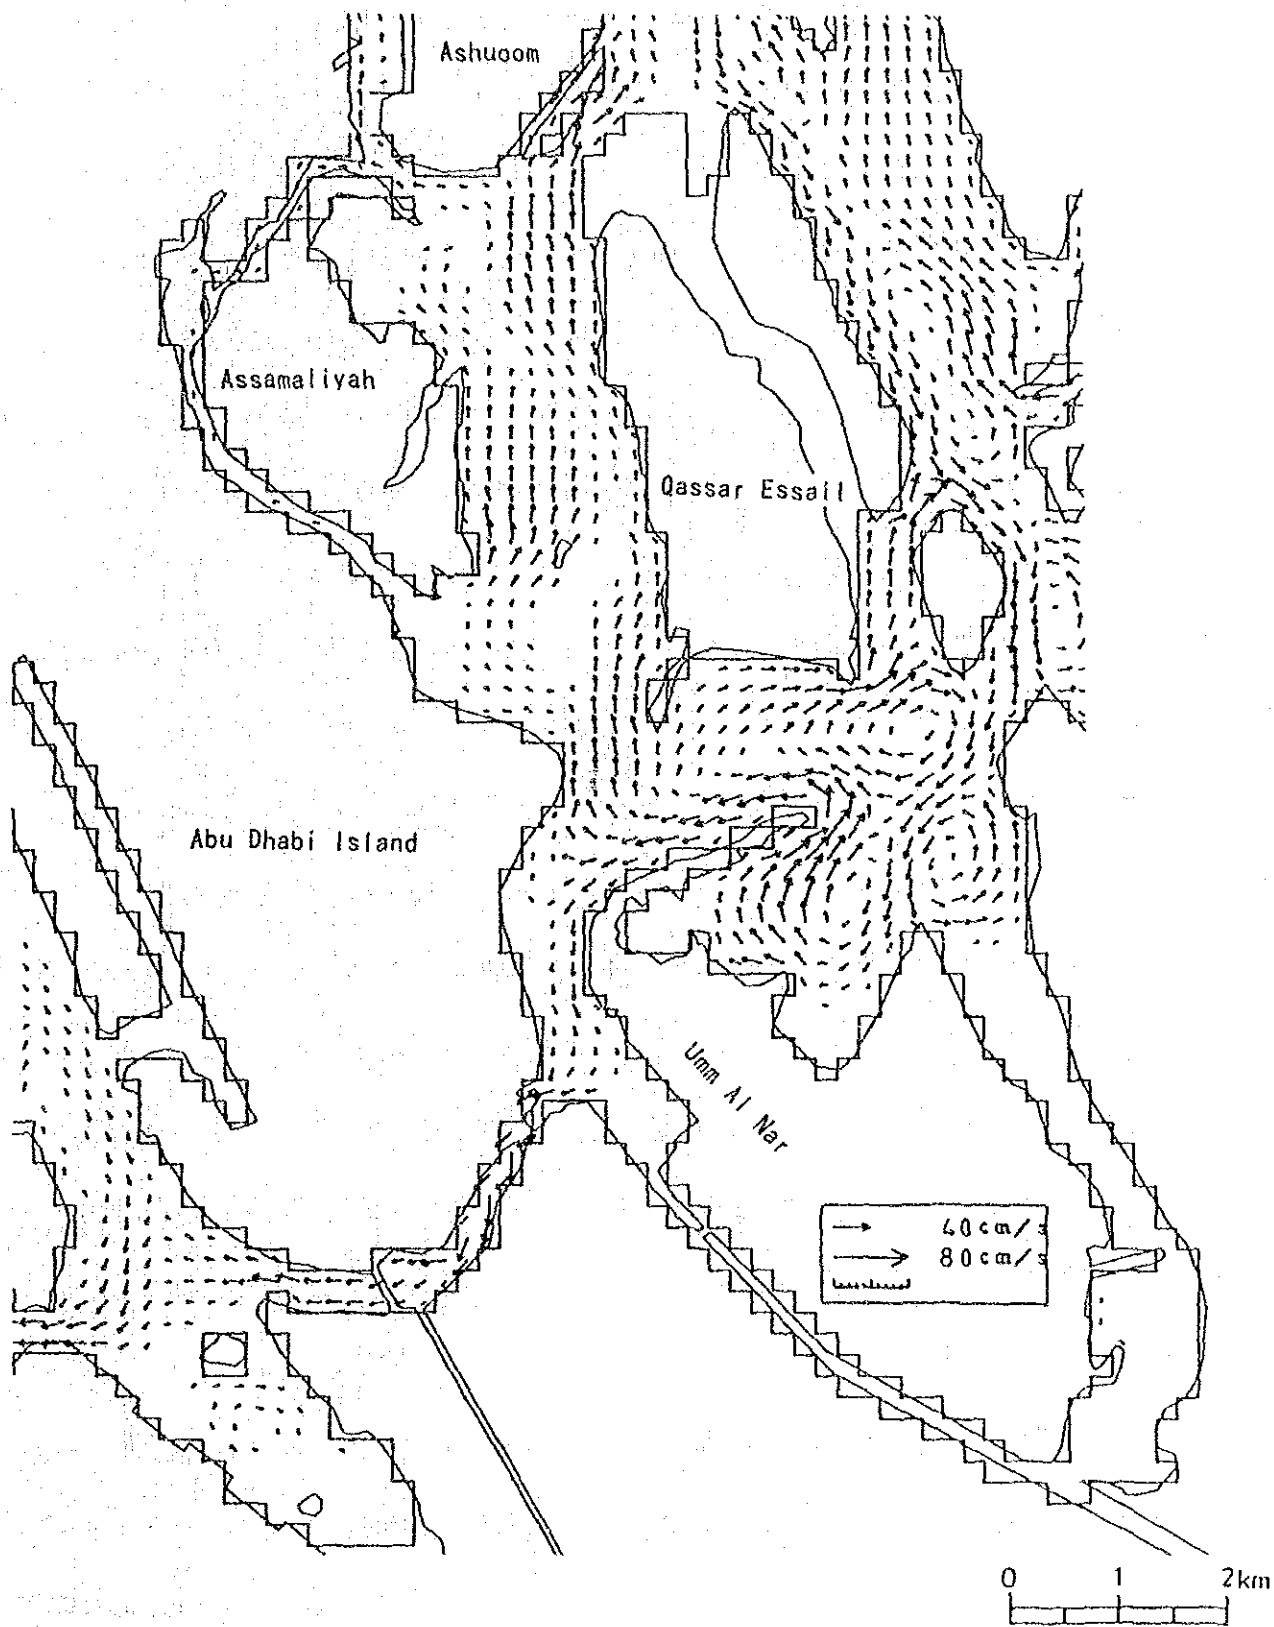 Ashuoom
Assamaliyah
Qassar Essail
Abu Dhabi Island
Umm Al Nar
40cm/s
80cm/s
0 1 2km